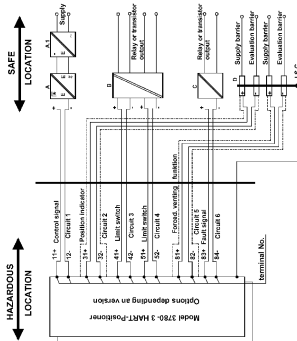 SAFE
LOCATION
HAZARDOUS
LOCATION
Supply
A 1
A
Relay or transistor
output
B
Relay or transistor
output
C
Supply barrier
Evaluation barrier
Supply barrier
Evaluation barrier
D
11+ Control signal
12- Circuit 1
31+ Position indicator
32- Circuit 2
41+ Limit switch
42- Circuit 3
51+ Limit switch
52- Circuit 4
81+ Forced. venting funktion
82- Circuit 5
83+ Fault signal
84- Circuit 6
terminal No.
Model 3780-3 HART-Positioner
Options depending an version